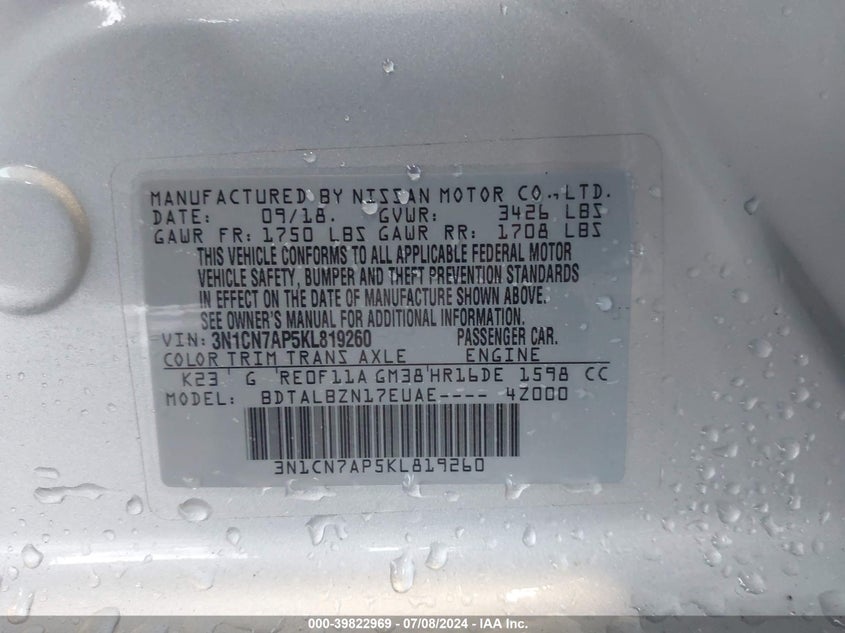 MANUFACTURED BY NISSAN MOTOR CO.,LTD.
DATE: 09/18. GVWR: 3426 LBS
GAWR FR: 1750 LBS GAWR RR: 1708 LBS
THIS VEHICLE CONFORMS TO ALL APPLICABLE FEDERAL MOTOR
VEHICLE SAFETY, BUMPER AND THEFT PREVENTION STANDARDS
IN EFFECT ON THE DATE OF MANUFACTURE SHOWN ABOVE.
SEE OWNER'S MANUAL FOR ADDITIONAL INFORMATION.
VIN: 3N1CN7AP5KL819260 PASSENGER CAR.
COLOR TRIM TRANS AXLE ENGINE
K23 G RE0F11A GM38 HR16DE 1598 CC
MODEL: BDTALBZN17EUAE---- 4Z000
3N1CN7AP5KL819260
000-39822969 | 07/08/2024 | IAA Inc.